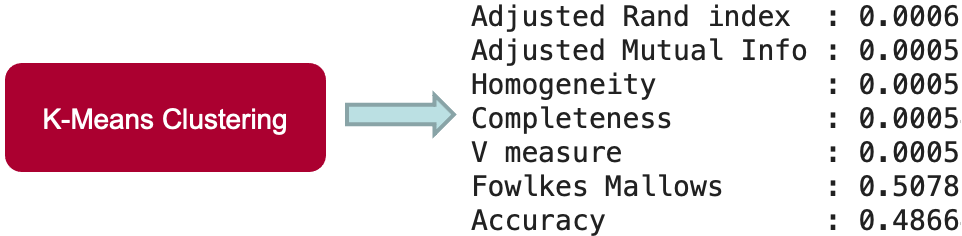 K-Means Clustering
Adjusted Rand index : 0.0006
Adjusted Mutual Info : 0.0005
Homogeneity : 0.0005
Completeness : 0.0005
V measure : 0.0005
Fowlkes Mallows : 0.5078
Accuracy : 0.4866